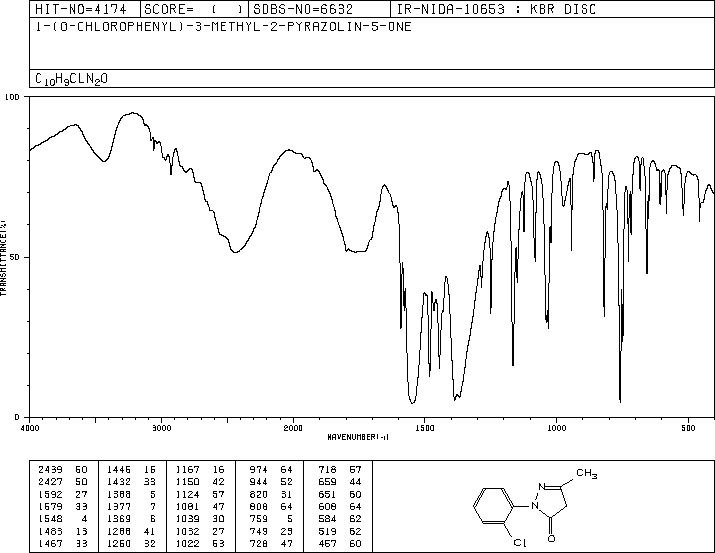 HIT-NO=4174 SCORE= ( ) SDBS-NO=6632 IR-NIDA-10653 : KBR DISC
1-(O-CHLOROPHENYL)-3-METHYL-2-PYRAZOLIN-5-ONE
C10H9CLN2O
100
TRANSMITTANCE(%)
50
0
4000 3000 2000 1500 1000 500
WAVENUMBER(-1)
2439 50 1446 15 1167 16 974 64 718 57
2427 50 1432 33 1150 42 944 52 659 44
1592 27 1388 5 1124 57 820 31 651 60
1579 33 1377 7 1081 47 808 64 608 64
1548 4 1369 6 1039 30 759 5 584 62
1483 13 1288 41 1032 27 749 29 519 62
1467 33 1250 32 1022 53 728 47 457 60
CH3
N
N
O
Cl